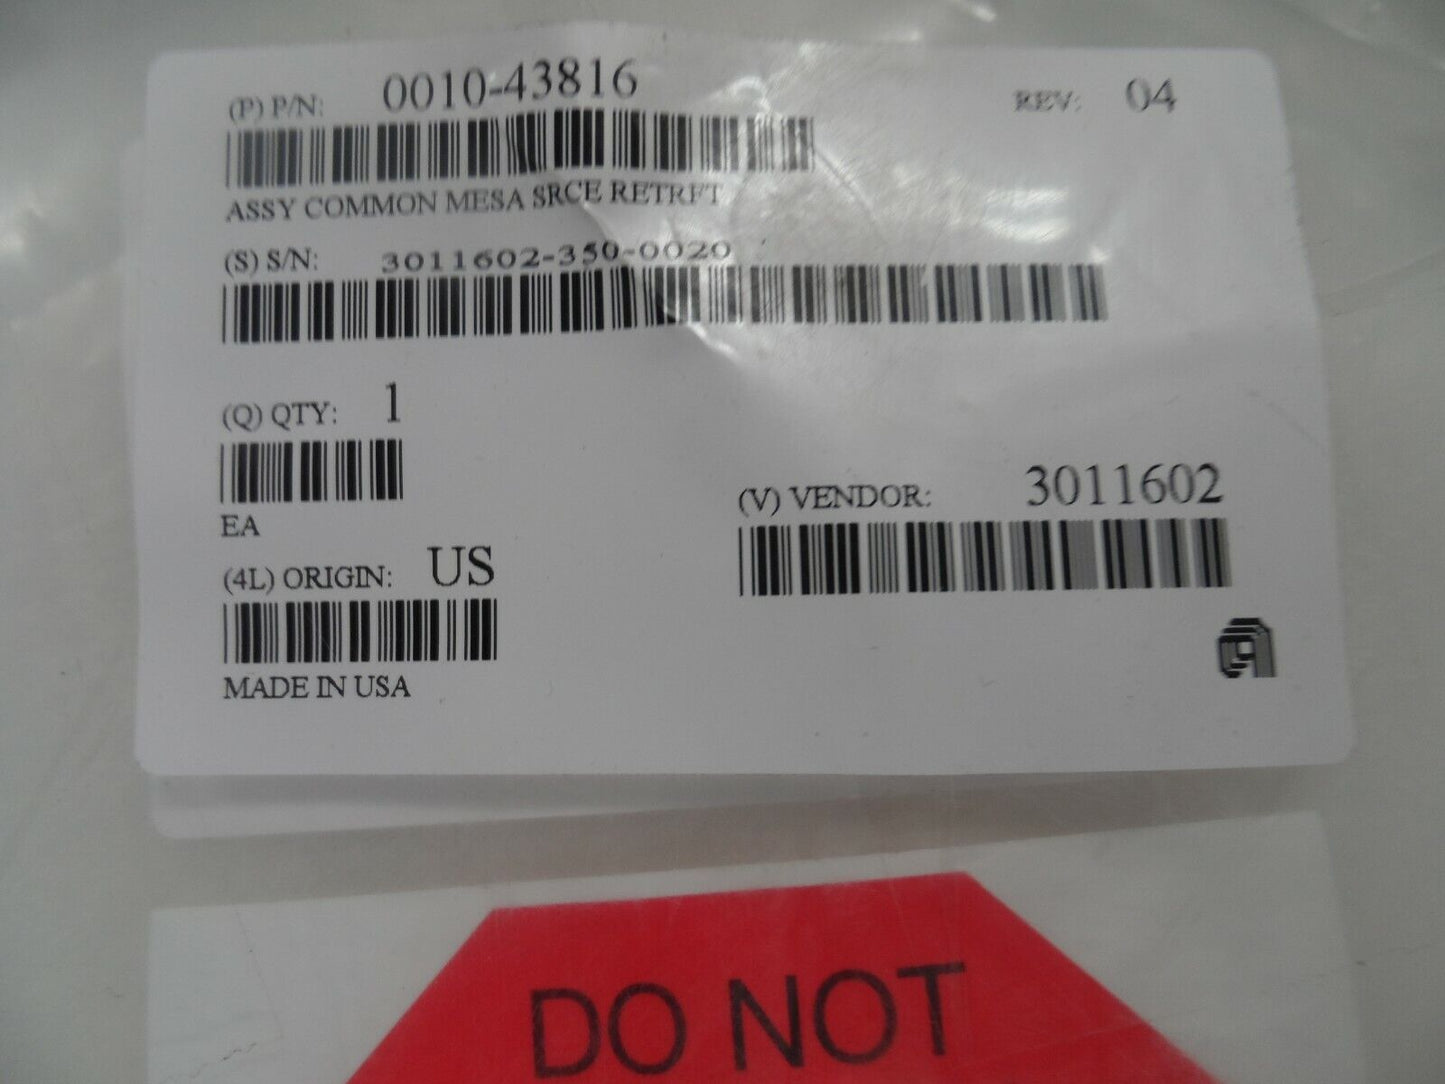 (P) P/N: 0010-43816 REV: 04
ASSY COMMON MESA SRCE RETRFT
(S) S/N: 3011602-350-0020
(Q) QTY: 1
EA
(V) VENDOR: 3011602
(4L) ORIGIN: US
MADE IN USA
DO NOT